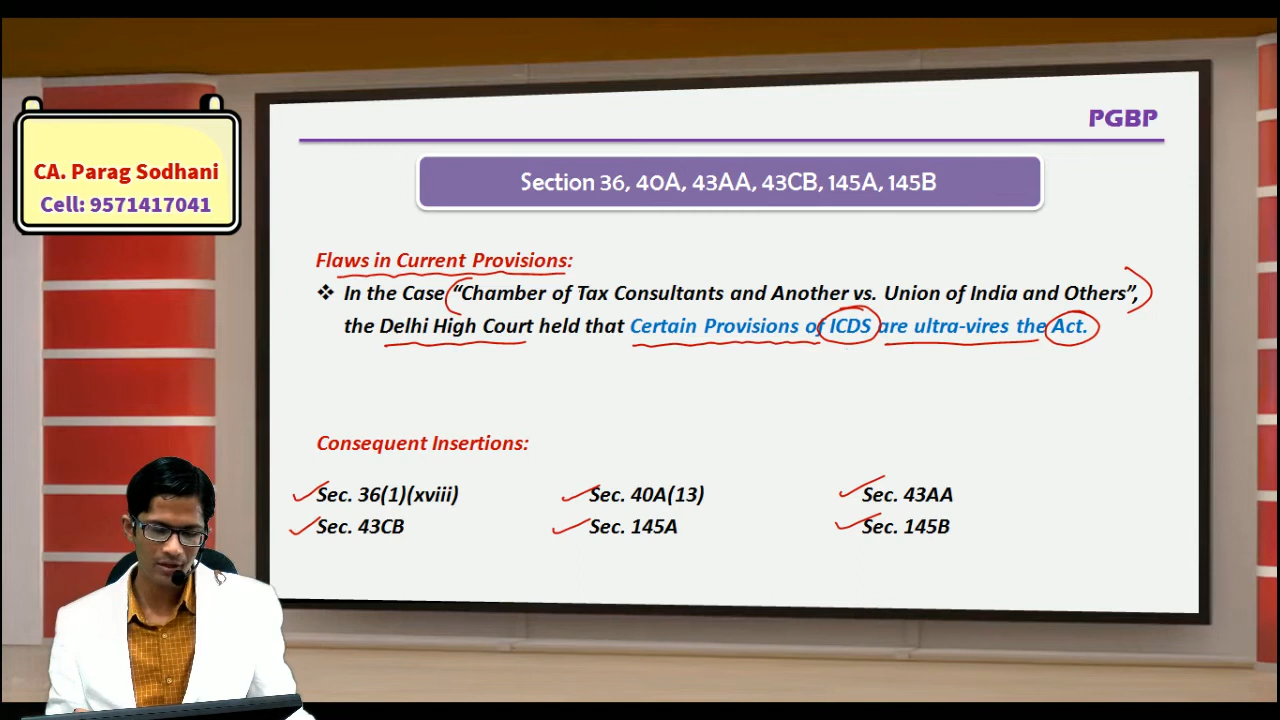 CA. Parag Sodhani
Cell: 9571417041
PGBP
Section 36, 40A, 43AA, 43CB, 145A, 145B
Flaws in Current Provisions:
❖ In the Case “Chamber of Tax Consultants and Another vs. Union of India and Others”,
the Delhi High Court held that Certain Provisions of ICDS are ultra-vires the Act.
Consequent Insertions:
Sec. 36(1)(xviii) Sec. 40A(13) Sec. 43AA
Sec. 43CB Sec. 145A Sec. 145B